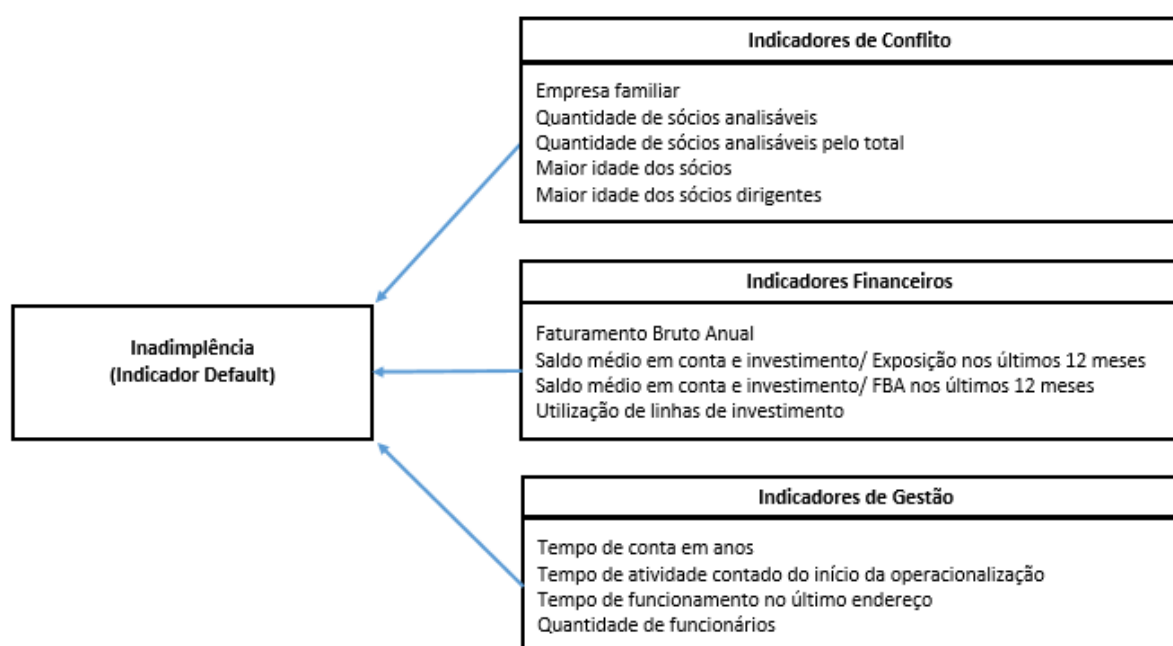 Indicadores de Conflito
Empresa familiar
Quantidade de sócios analisáveis
Quantidade de sócios analisáveis pelo total
Maior idade dos sócios
Maior idade dos sócios dirigentes
Inadimplência
(Indicador Default)
Indicadores Financeiros
Faturamento Bruto Anual
Saldo médio em conta e investimento/ Exposição nos últimos 12 meses
Saldo médio em conta e investimento/ FBA nos últimos 12 meses
Utilização de linhas de investimento
Indicadores de Gestão
Tempo de conta em anos
Tempo de atividade contado do início da operacionalização
Tempo de funcionamento no último endereço
Quantidade de funcionários